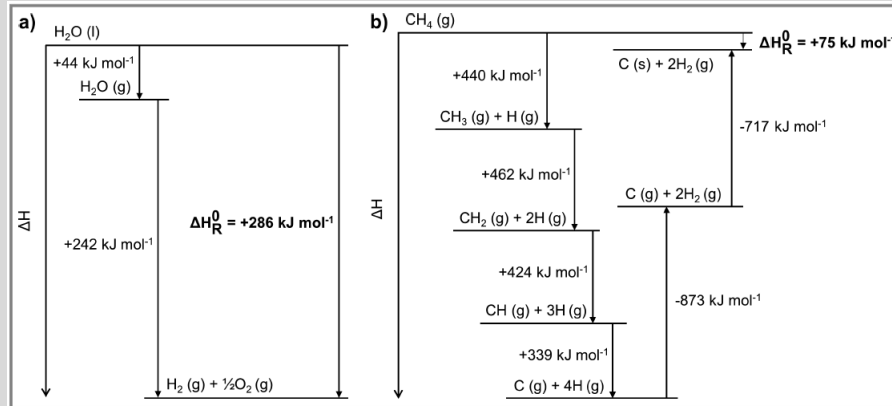 a)
H₂O (l)
+44 kJ mol⁻¹
H₂O (g)
ΔH
+242 kJ mol⁻¹
ΔH⁰R = +286 kJ mol⁻¹
H₂ (g) + ½O₂ (g)
b)
CH₄ (g)
ΔH⁰R = +75 kJ mol⁻
C (s) + 2H₂ (g)
+440 kJ mol⁻¹
CH₃ (g) + H (g)
-717 kJ mol⁻¹
+462 kJ mol⁻¹
C (g) + 2H₂ (g)
ΔH
CH₂ (g) + 2H (g)
+424 kJ mol⁻¹
-873 kJ mol⁻¹
CH (g) + 3H (g)
+339 kJ mol⁻¹
C (g) + 4H (g)